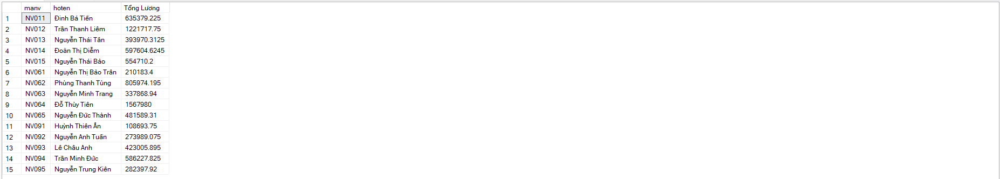 manv hoten Tổng Lương
1 NV011 Đinh Bá Tiến 635379.225
2 NV012 Trần Thanh Liêm 1221717.75
3 NV013 Nguyễn Thái Tân 393970.3125
4 NV014 Đoàn Thị Diễm 597604.6245
5 NV015 Nguyễn Thái Bảo 554710.2
6 NV061 Nguyễn Thị Bảo Trân 210183.4
7 NV062 Phùng Thanh Tùng 805974.195
8 NV063 Nguyễn Minh Trang 337868.94
9 NV064 Đỗ Thùy Tiên 1567980
10 NV065 Nguyễn Đức Thành 481589.31
11 NV091 Huỳnh Thiên Ân 108693.75
12 NV092 Nguyễn Anh Tuấn 273989.075
13 NV093 Lê Châu Anh 423005.895
14 NV094 Trần Minh Đức 586227.825
15 NV095 Nguyễn Trung Kiên 282397.92